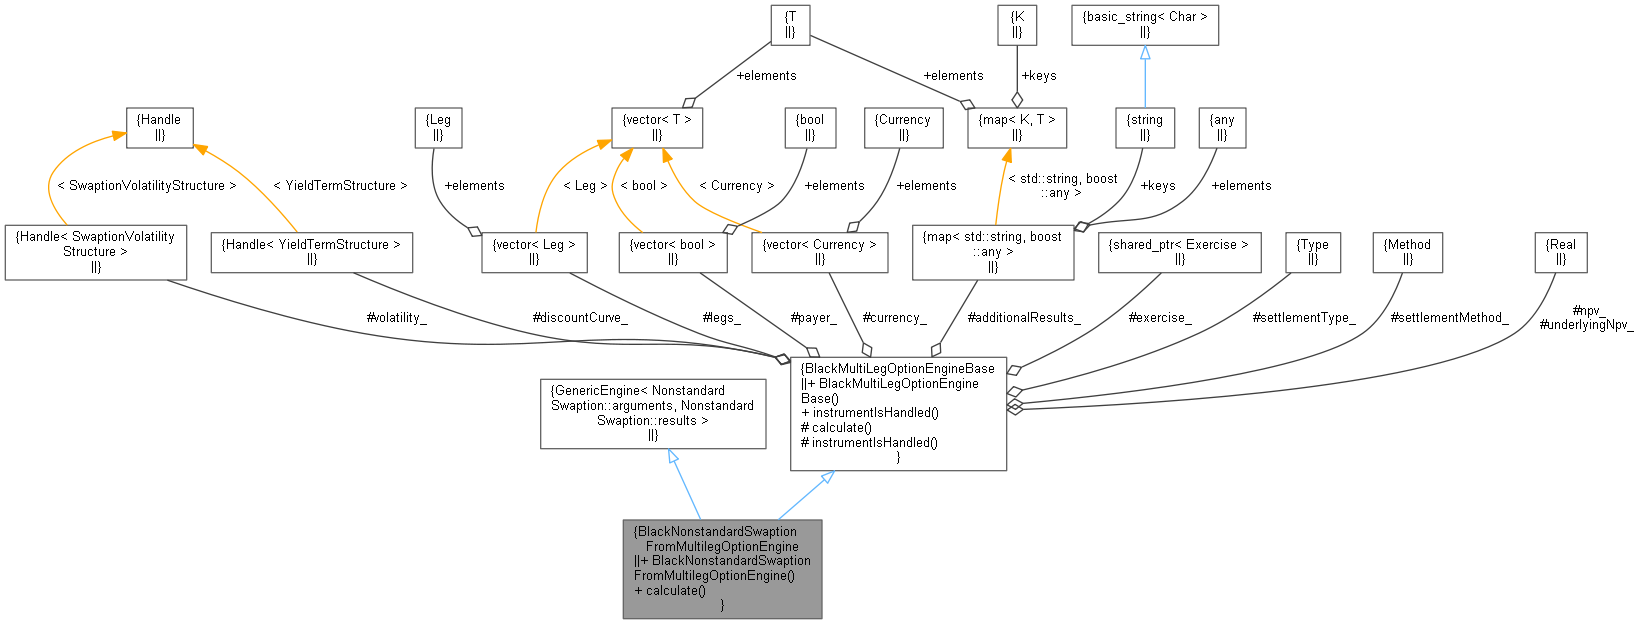 {T
||}
{K
||}
{basic_string< Char >
||}
+elements
+elements
+keys
{Handle
||}
{Leg
||}
{vector< T >
||}
{bool
||}
{Currency
||}
{map< K, T >
||}
{string
||}
{any
||}
< SwaptionVolatilityStructure >
< YieldTermStructure >
+elements
< Leg >
< bool >
< Currency >
+elements
+elements
< std::string, boost
::any >
+keys
+elements
{Handle< SwaptionVolatility
Structure >
||}
{Handle< YieldTermStructure >
||}
{vector< Leg >
||}
{vector< bool >
||}
{vector< Currency >
||}
{map< std::string, boost
::any >
||}
{shared_ptr< Exercise >
||}
{Type
||}
{Method
||}
{Real
||}
#volatility_
#discountCurve_
#legs_
#payer_
#currency_
#additionalResults_
#exercise_
#settlementType_
#settlementMethod_
#npv_
#underlyingNpv_
{GenericEngine< Nonstandard
Swaption::arguments, Nonstandard
Swaption::results >
||}
{BlackMultiLegOptionEngineBase
||+ BlackMultiLegOptionEngine
Base()
+ instrumentIsHandled()
# calculate()
# instrumentIsHandled()
}
{BlackNonstandardSwaption
FromMultilegOptionEngine
||+ BlackNonstandardSwaption
FromMultilegOptionEngine()
+ calculate()
}